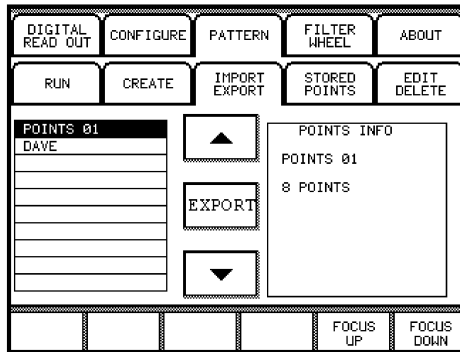 DIGITAL READ OUT
CONFIGURE
PATTERN
FILTER WHEEL
ABOUT
RUN
CREATE
IMPORT EXPORT
STORED POINTS
EDIT DELETE
POINTS 01
DAVE
EXPORT
POINTS INFO
POINTS 01
8 POINTS
FOCUS UP
FOCUS DOWN